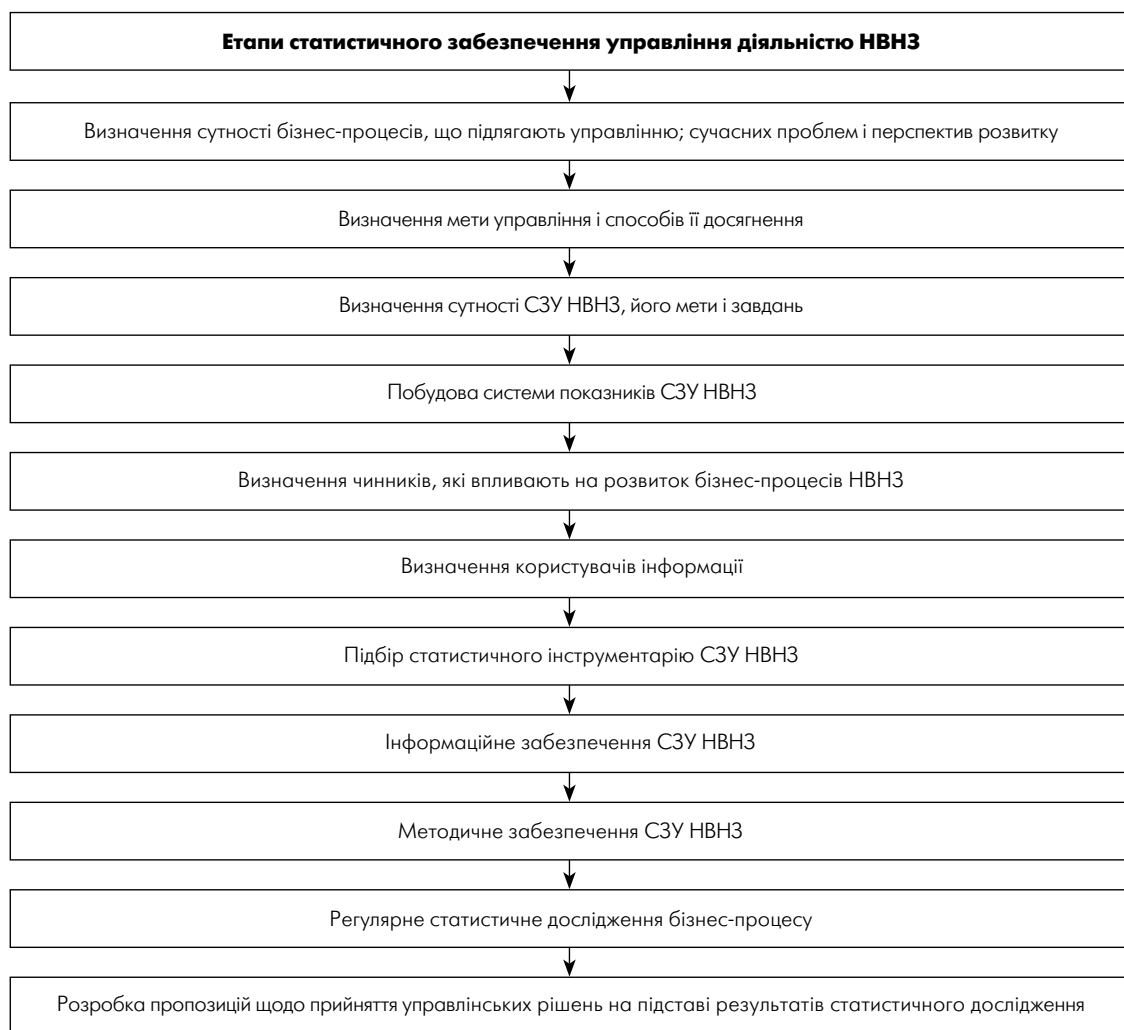 Етапи статистичного забезпечення управління діяльністю НВНЗ
Визначення сутності бізнес-процесів, що підлягають управлінню; сучасних проблем і перспектив розвитку
Визначення мети управління і способів її досягнення
Визначення сутності СЗУ НВНЗ, його мети і завдань
Побудова системи показників СЗУ НВНЗ
Визначення чинників, які впливають на розвиток бізнес-процесів НВНЗ
Визначення користувачів інформації
Підбір статистичного інструментарію СЗУ НВНЗ
Інформаційне забезпечення СЗУ НВНЗ
Методичне забезпечення СЗУ НВНЗ
Регулярне статистичне дослідження бізнес-процесу
Розробка пропозицій щодо прийняття управлінських рішень на підставі результатів статистичного дослідження